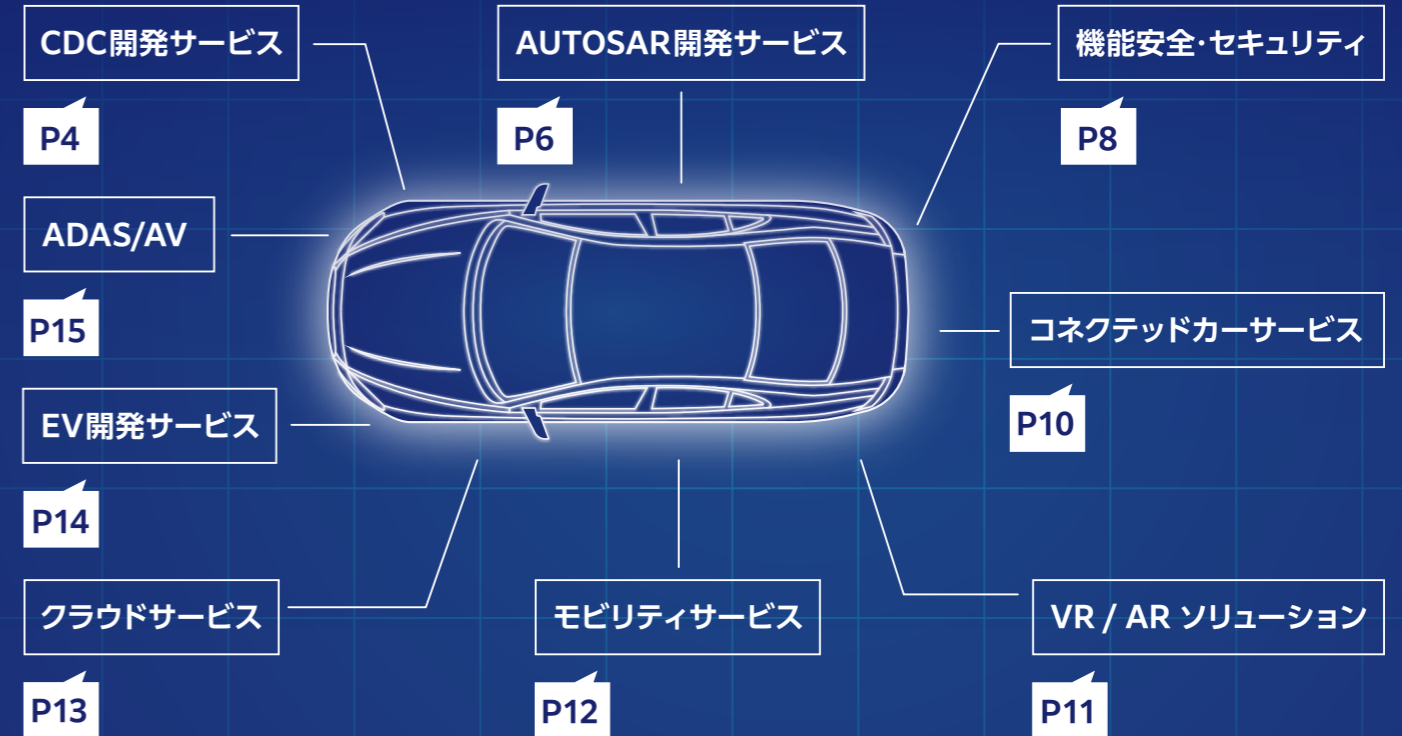 CDC開発サービス
P4
AUTOSAR開発サービス
P6
機能安全･セキュリティ
P8
ADAS/AV
P15
コネクテッドカーサービス
P10
EV開発サービス
P14
クラウドサービス
P13
モビリティサービス
P12
VR / AR ソリューション
P11